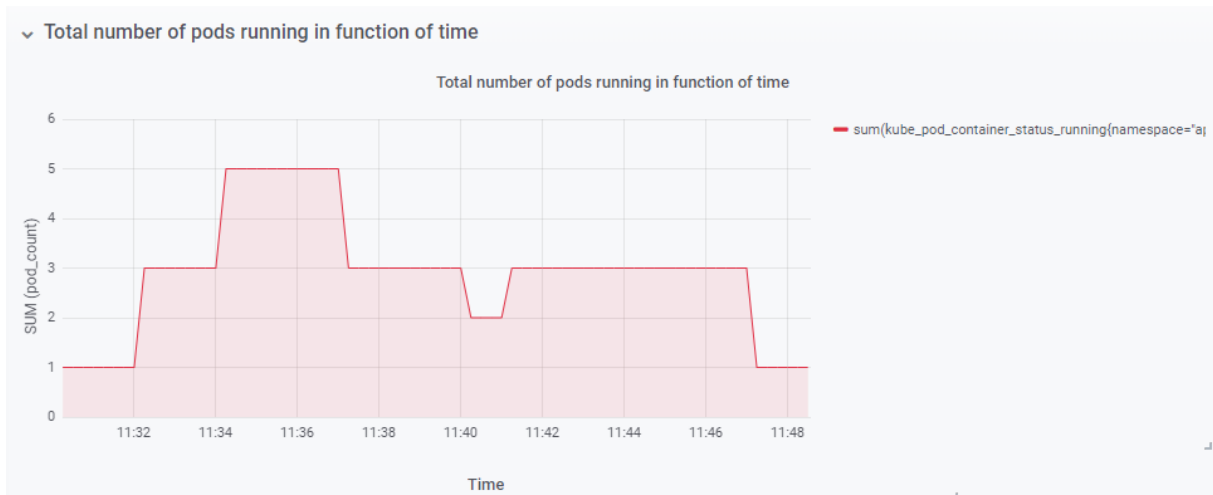 Total number of pods running in function of time
Total number of pods running in function of time
6
5
4
3
2
1
0
SUM (pod_count)
11:32 11:34 11:36 11:38 11:40 11:42 11:44 11:46 11:48
Time
sum(kube_pod_container_status_running{namespace="ap